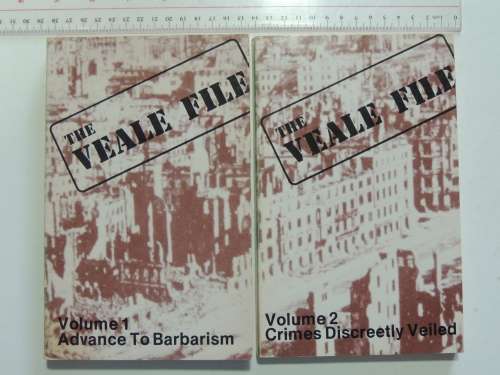 THE
VEALE FILE
Volume 1
Advance To Barbarism
THE
VEALE FILE
Volume 2
Crimes Discreetly Veiled